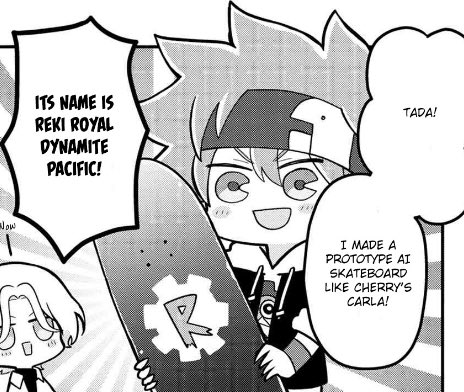 TADA!
I MADE A
PROTOTYPE AI
SKATEBOARD
LIKE CHERRY'S
CARLA!
ITS NAME IS
REKI ROYAL
DYNAMITE
PACIFIC!
R